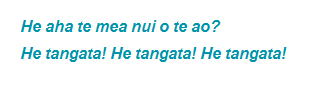 He aha te mea nui o te ao?
He tangata! He tangata! He tangata!